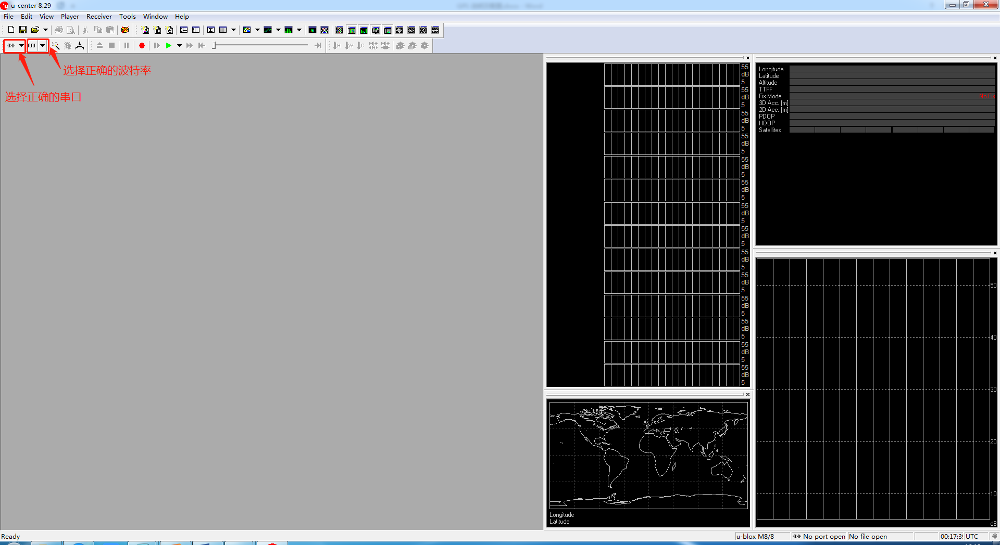 u-center 8.29
File Edit View Player Receiver Tools Window Help
选择正确的波特率
选择正确的串口
55
dB
5
55
dB
5
55
dB
5
55
dB
5
55
dB
5
55
dB
5
55
dB
5
55
dB
5
55
dB
5
55
dB
5
55
dB
5
55
dB
5
55
dB
5
55
dB
5
Longitude
Latitude
Altitude
TTFF
Fix Mode
3D Acc. [m]
2D Acc. [m]
PDOP
HDOP
Satellites
50
40
30
20
10
dB
Longitude
Latitude
Ready u-blox M8/8 No port open No file open 00:17:3 UTC